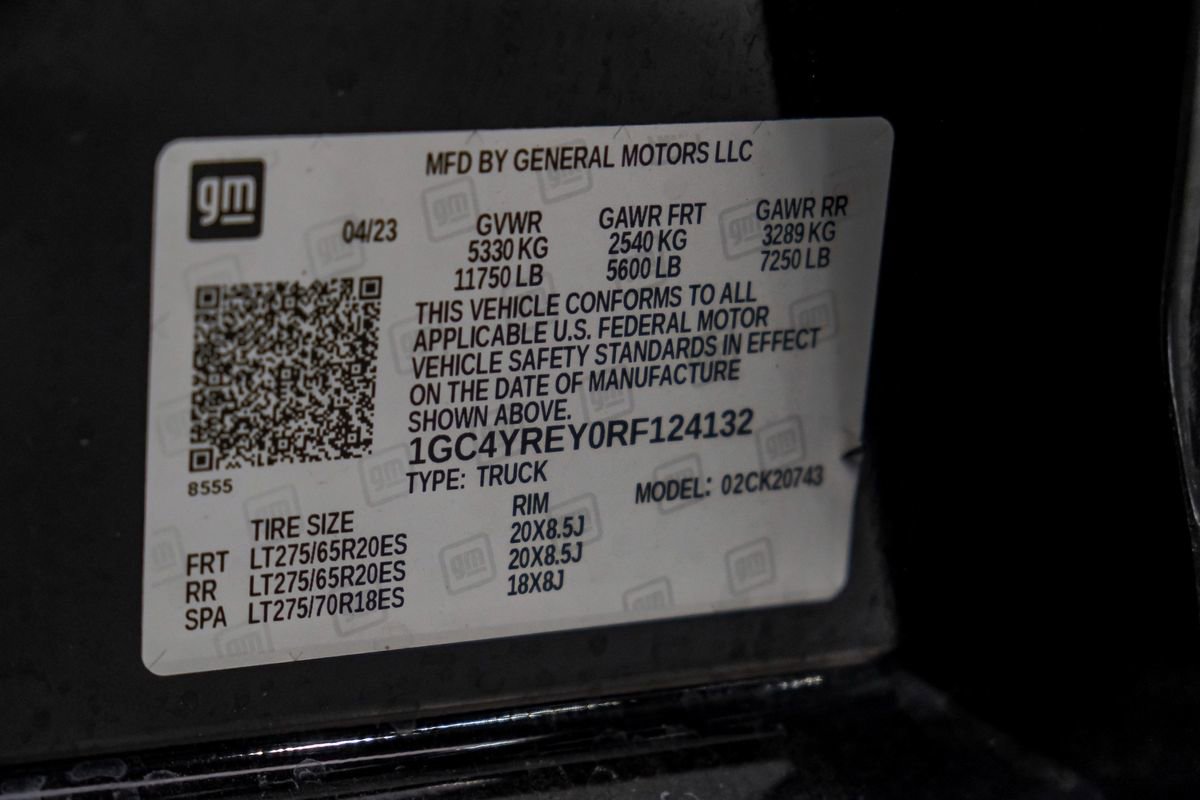 gm
MFD BY GENERAL MOTORS LLC
04/23 GVWR GAWR FRT GAWR RR
5330 KG 2540 KG 3289 KG
11750 LB 5600 LB 7250 LB
THIS VEHICLE CONFORMS TO ALL
APPLICABLE U.S. FEDERAL MOTOR
VEHICLE SAFETY STANDARDS IN EFFECT
ON THE DATE OF MANUFACTURE
SHOWN ABOVE.
1GC4YREY0RF124132
8555
TYPE: TRUCK
MODEL: 02CK20743
TIRE SIZE RIM
FRT LT275/65R20ES 20X8.5J
RR LT275/65R20ES 20X8.5J
SPA LT275/70R18ES 18X8J